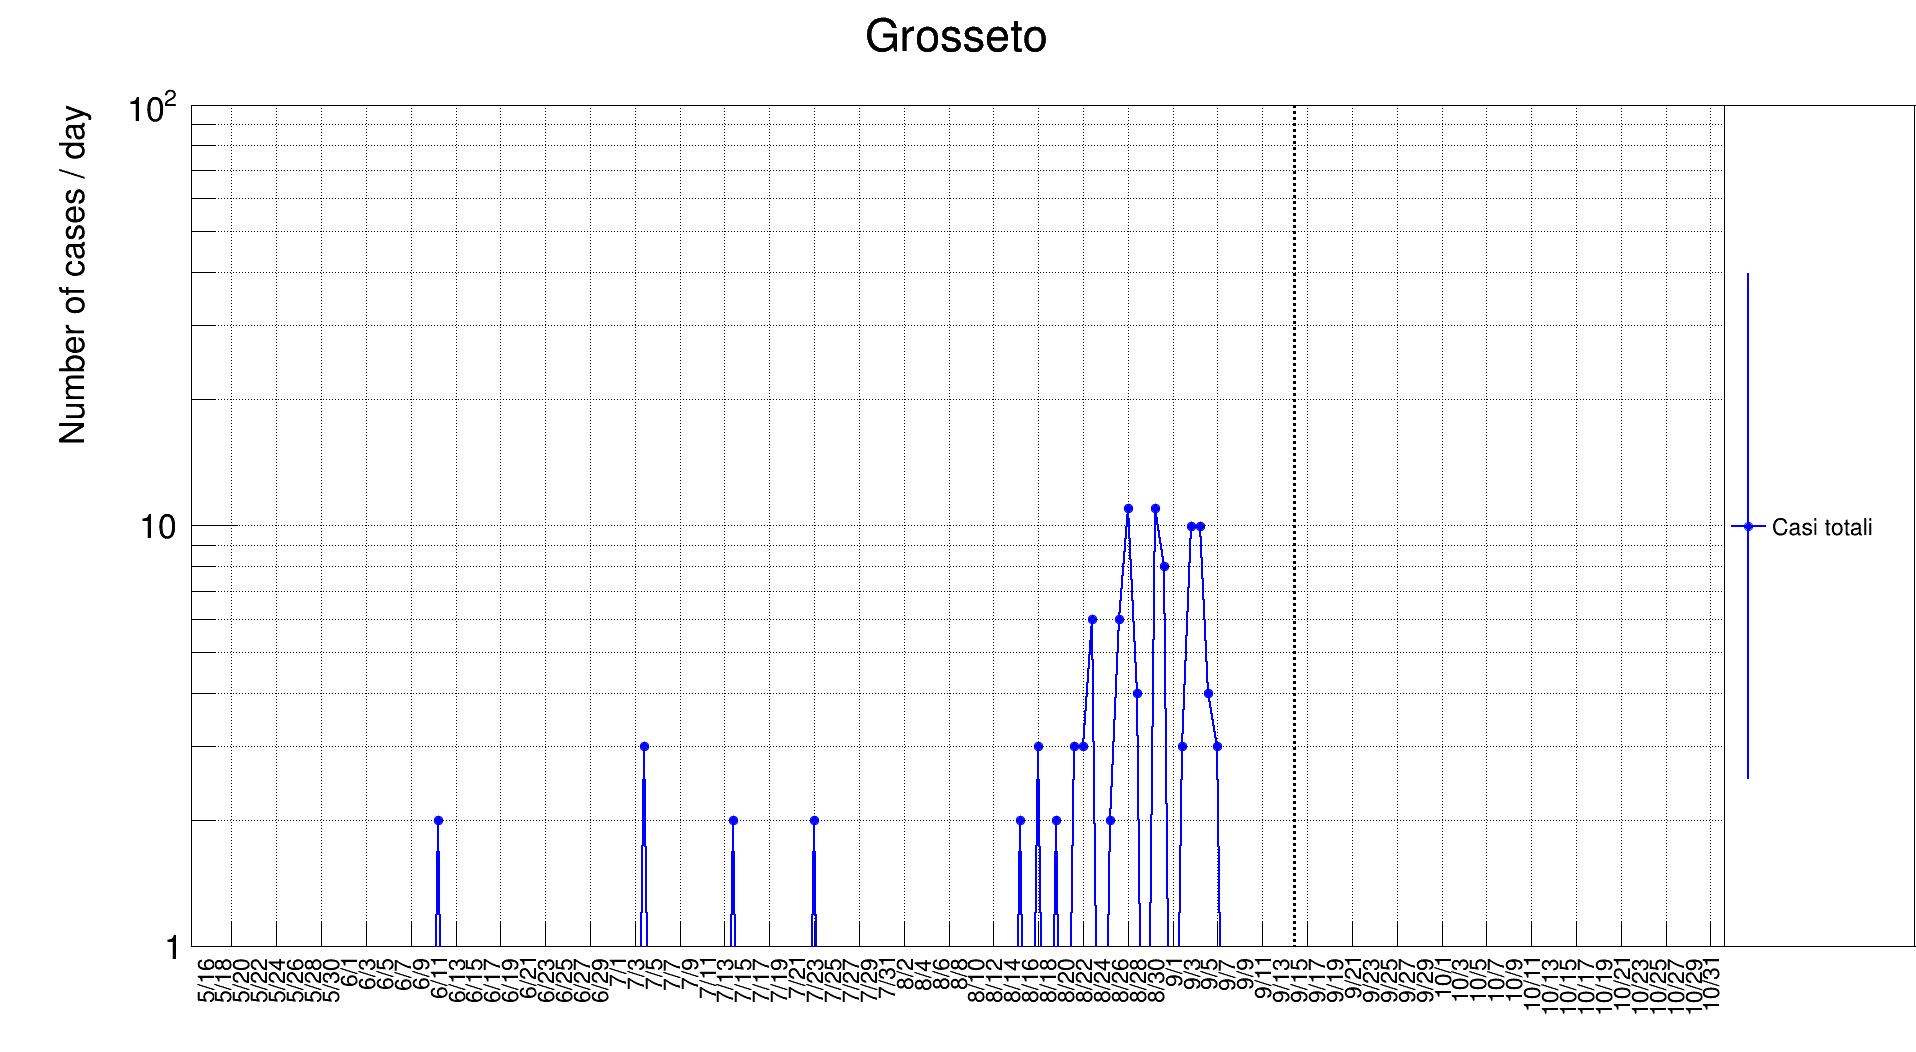 Grosseto
Number of cases / day
10²
10
1
Casi totali
5/16 5/18 5/20 5/22 5/24 5/26 5/28 5/30 6/1 6/3 6/5 6/7 6/9 6/11 6/13 6/15 6/17 6/19 6/21 6/23 6/25 6/27 6/29 7/1 7/3 7/5 7/7 7/9 7/11 7/13 7/15 7/17 7/19 7/21 7/23 7/25 7/27 7/29 7/31 8/2 8/4 8/6 8/8 8/10 8/12 8/14 8/16 8/18 8/20 8/22 8/24 8/26 8/28 8/30 9/1 9/3 9/5 9/7 9/9 9/11 9/13 9/15 9/17 9/19 9/21 9/23 9/25 9/27 9/29 10/1 10/3 10/5 10/7 10/9 10/11 10/13 10/15 10/17 10/19 10/21 10/23 10/25 10/27 10/29 10/31